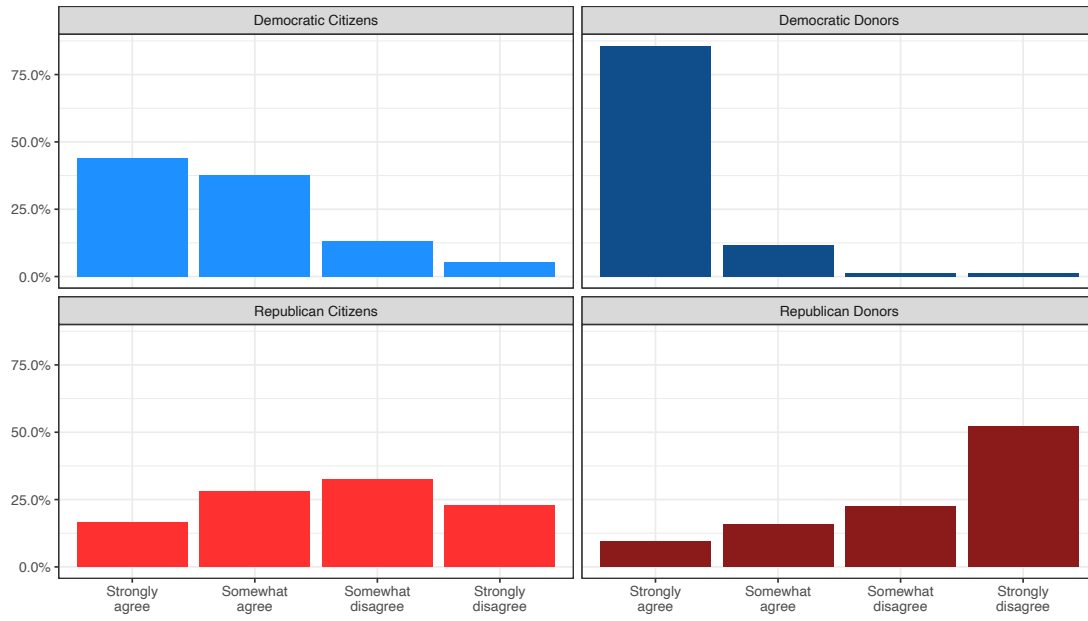 Democratic Citizens
Democratic Donors
75.0%
50.0%
25.0%
0.0%
Republican Citizens
Republican Donors
75.0%
50.0%
25.0%
0.0%
Strongly
agree
Somewhat
agree
Somewhat
disagree
Strongly
disagree
Strongly
agree
Somewhat
agree
Somewhat
disagree
Strongly
disagree